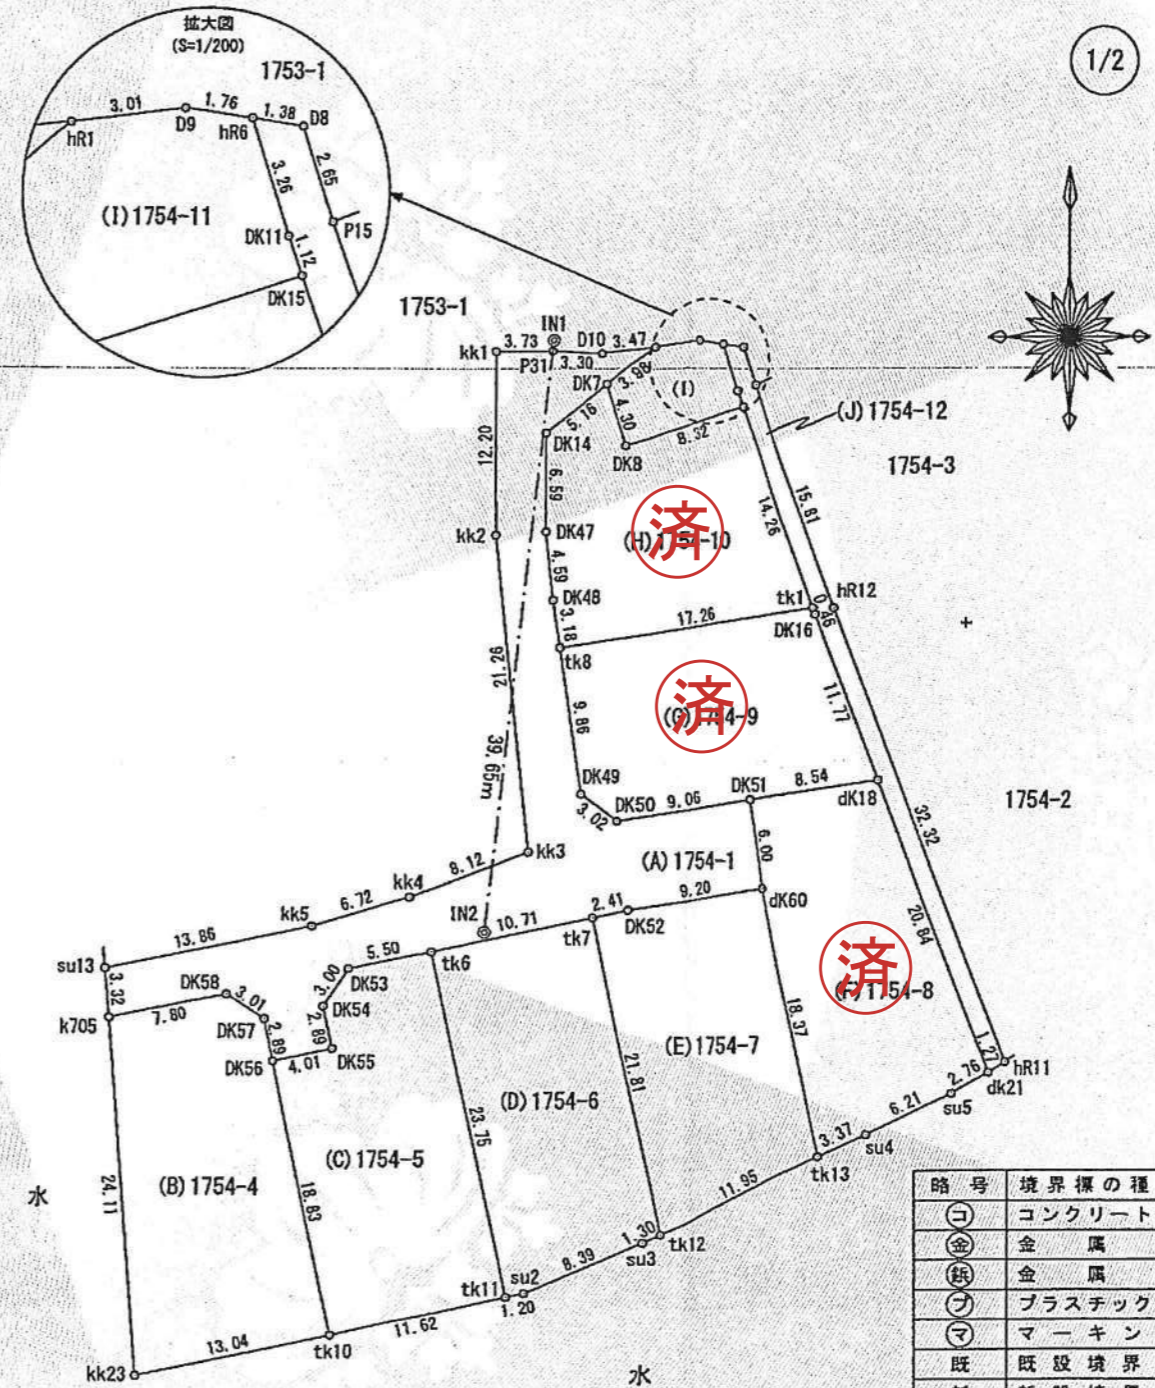 拡大図
(S=1/200)
1/2
1753-1
3.01
1.76
1.38
hR1
D9
hR6
D8
3.26
2.65
(I)1754-11
DK11
P15
1.12
DK15
1753-1
IN1
3.73
D10
3.47
kk1
P31
3.30
DK7
3.98
(I)
(J)1754-12
5.16
4.30
8.32
DK14
DK8
1754-3
12.20
6.59
14.26
15.81
kk2
DK47
(H)1754-10
済
4.59
DK48
tk1
hR12
3.18
17.26
0.46
DK16
tk8
21.26
11.77
9.86
(G)1754-9
済
39.65m
DK49
DK51
8.54
dK18
3.02
DK50
9.06
1754-2
32.32
kk3
(A)1754-1
6.00
8.12
kk4
dK60
6.72
9.20
kk5
IN2
10.71
2.41
DK52
tk7
20.84
13.86
su13
5.50
tk6
済
(F)1754-8
3.32
DK58
3.00
DK53
k705
7.80
3.01
DK54
DK57
2.89
2.89
18.37
(E)1754-7
DK56
4.01
DK55
1.27
hR11
2.76
dk21
21.81
su5
(D)1754-6
6.21
23.75
3.37
su4
(C)1754-5
tk13
(B)1754-4
24.11
18.83
11.95
水
1.30
tk12
su3
8.39
su2
tk11
1.20
11.62
13.04
tk10
kk23
水
略号 境界標の種
コ コンクリート
金 金属
鋲 金属
プ プラスチック
マ マーキン
既 既設境界